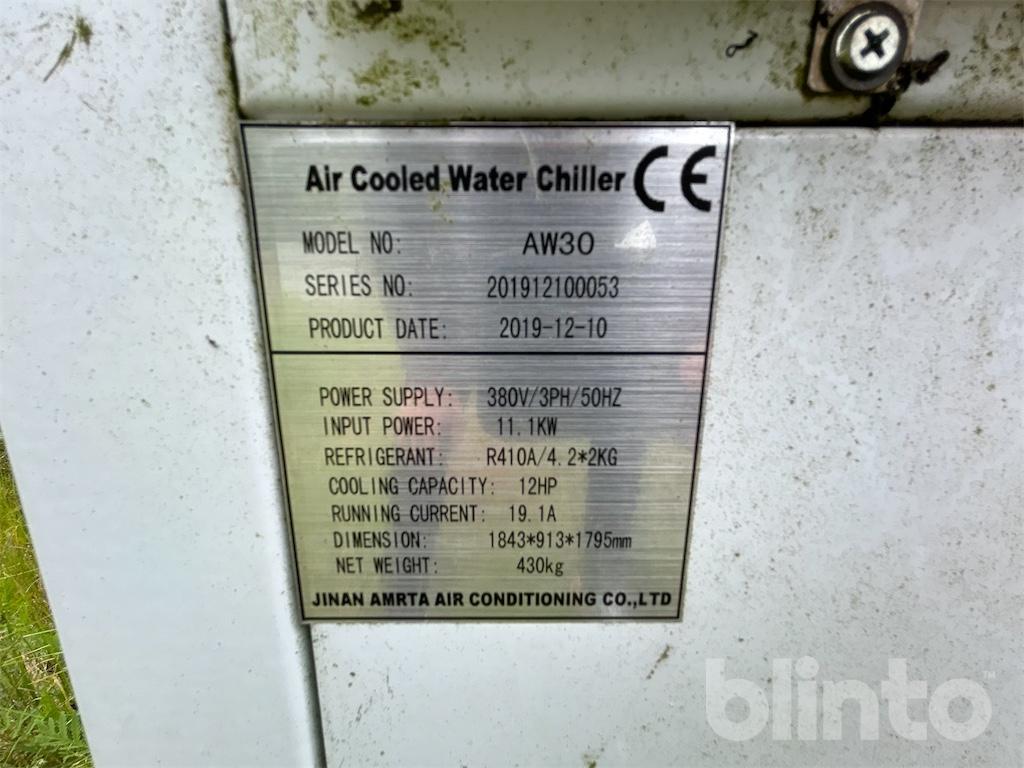 Air Cooled Water Chiller CE
MODEL NO: AW30
SERIES NO: 201912100053
PRODUCT DATE: 2019-12-10
POWER SUPPLY: 380V/3PH/50HZ
INPUT POWER: 11.1KW
REFRIGERANT: R410A/4.2*2KG
COOLING CAPACITY: 12HP
RUNNING CURRENT: 19.1A
DIMENSION: 1843*913*1795mm
NET WEIGHT: 430kg
JINAN AMRTA AIR CONDITIONING CO.,LTD
blinto™